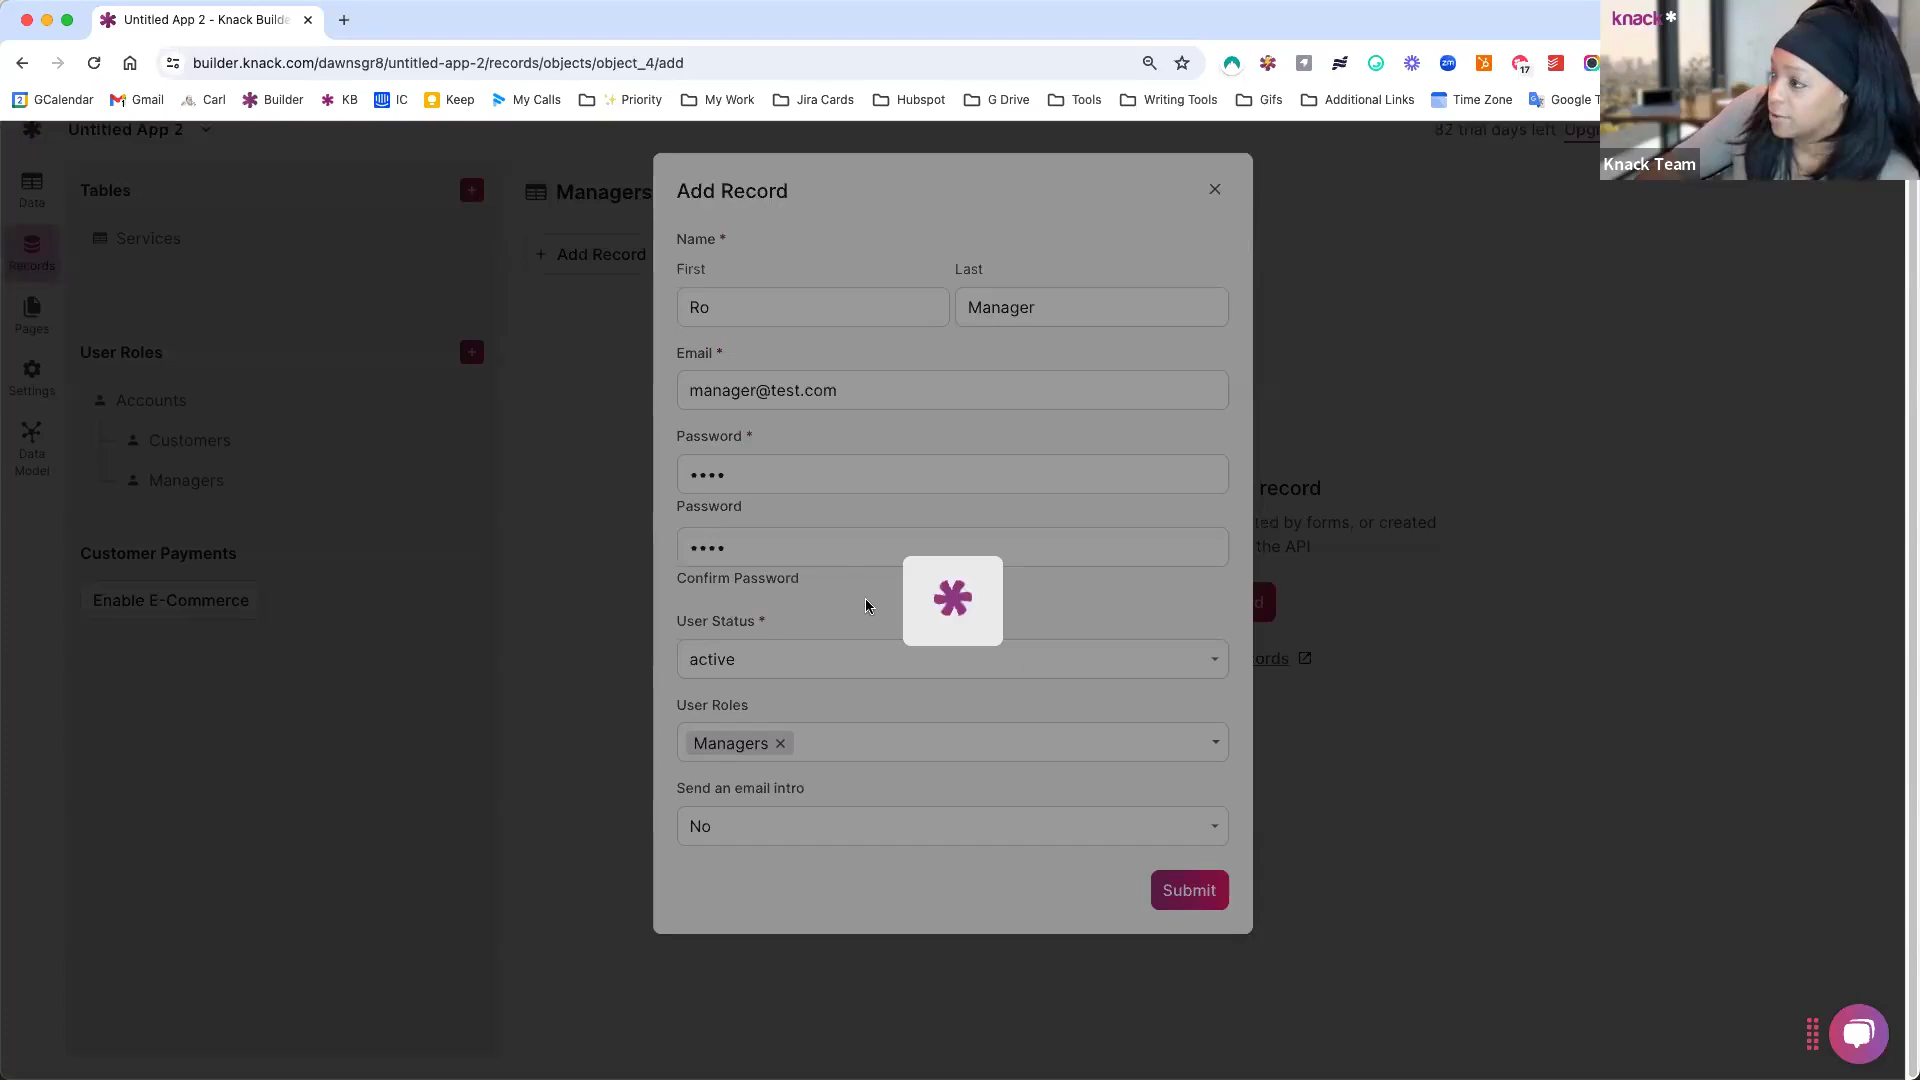 Untitled App 2 - Knack Builde
knack*
builder.knack.com/dawnsgr8/untitled-app-2/records/objects/object_4/add
17
GCalendar
Gmail
Carl
Builder
KB
IC
Keep
My Calls
Priority
My Work
Jira Cards
Hubspot
G Drive
Tools
Writing Tools
Gifs
Additional Links
Time Zone
Google T
Untitled App 2
82 trial days left Upg
Knack Team
Data
Records
Pages
Settings
Data
Model
Tables
Services
User Roles
Accounts
Customers
Managers
Customer Payments
Enable E-Commerce
Managers
+ Add Record
Add Record
Name *
First
Last
Ro
Manager
Email *
manager@test.com
Password *
••••
Password
••••
Confirm Password
User Status *
active
User Roles
Managers
Send an email intro
No
Submit
record
ted by forms, or created
the API
d
ords